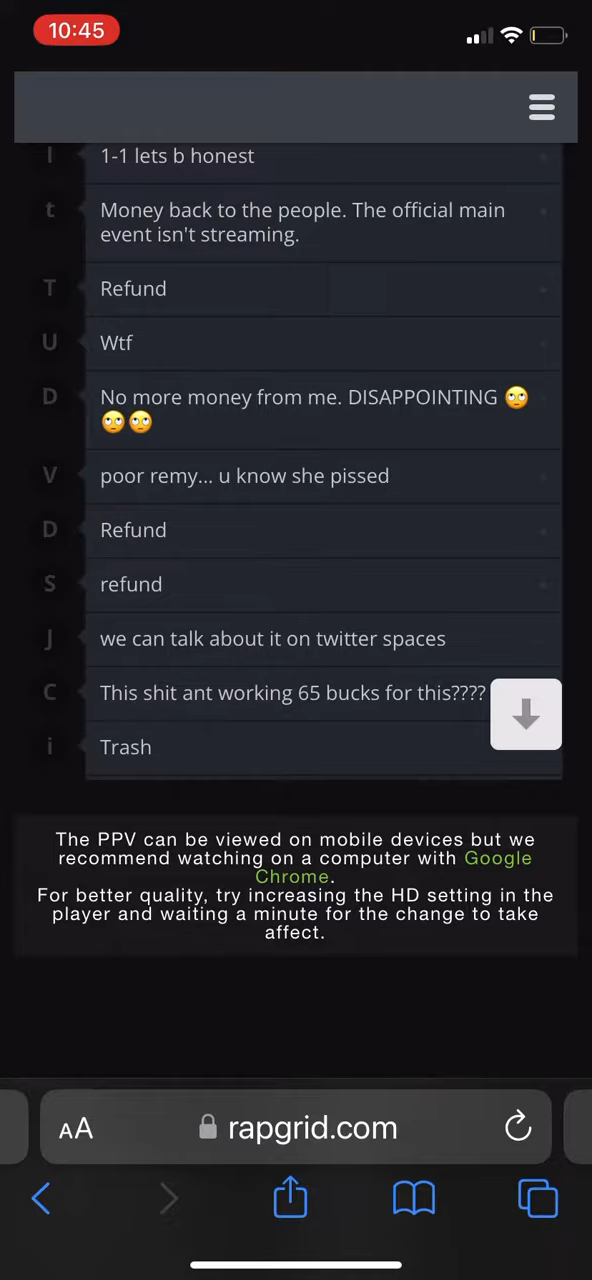 10:45
l 1-1 lets b honest
t Money back to the people. The official main
event isn't streaming.
T Refund
U Wtf
D No more money from me. DISAPPOINTING 🙄
🙄🙄
V poor remy... u know she pissed
D Refund
S refund
J we can talk about it on twitter spaces
C This shit ant working 65 bucks for this????
i Trash
The PPV can be viewed on mobile devices but we
recommend watching on a computer with Google
Chrome.
For better quality, try increasing the HD setting in the
player and waiting a minute for the change to take
affect.
AA rapgrid.com